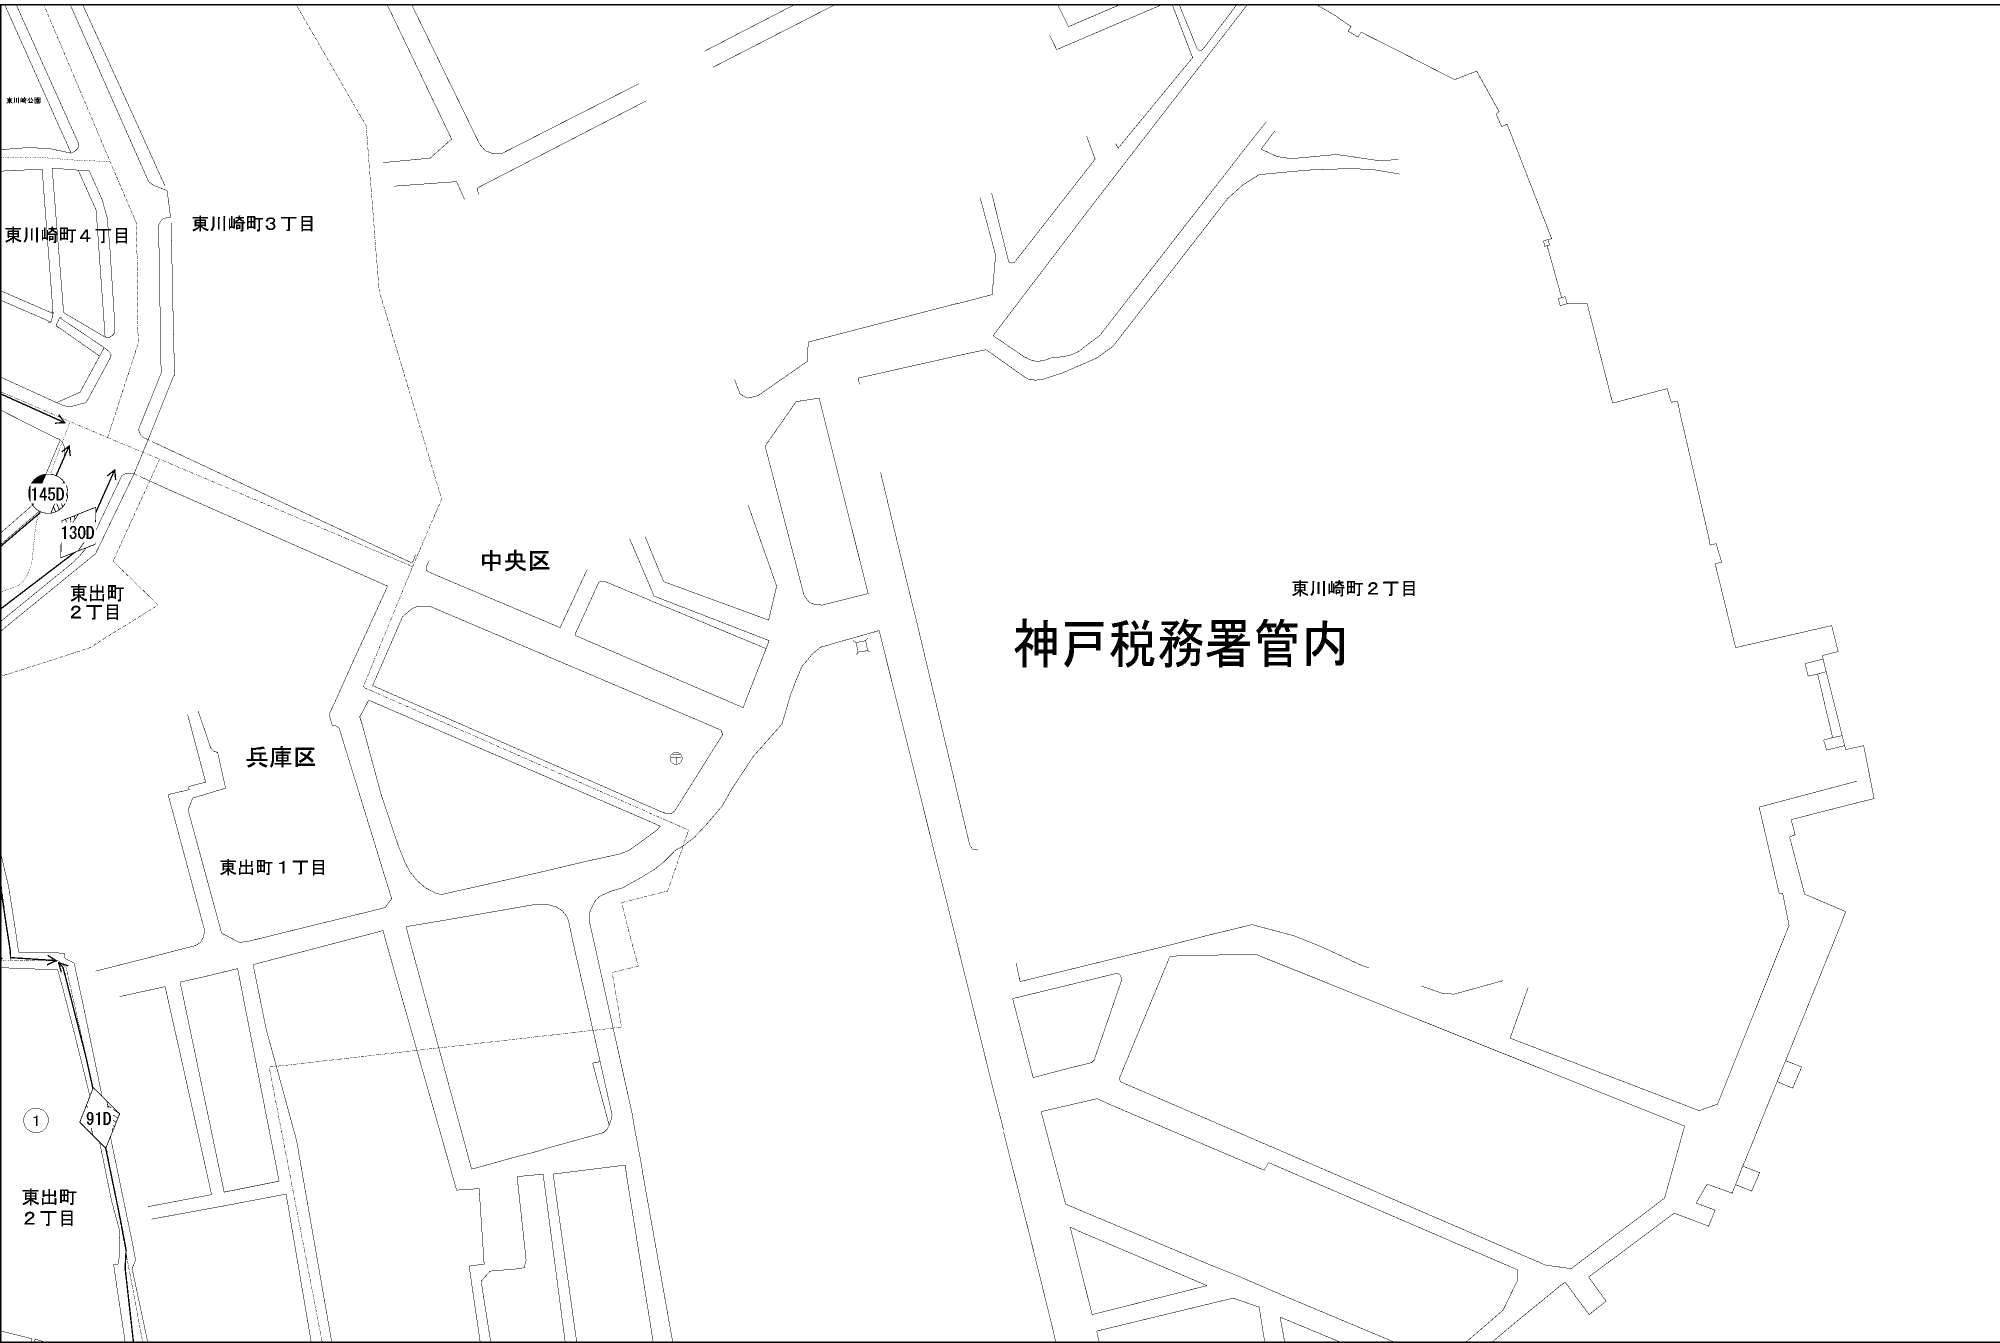 東川崎公園
東川崎町3丁目
東川崎町4丁目
145D
130D
中央区
東川崎町2丁目
東出町
2丁目
神戸税務署管内
兵庫区
東出町1丁目
1
91D
東出町
2丁目